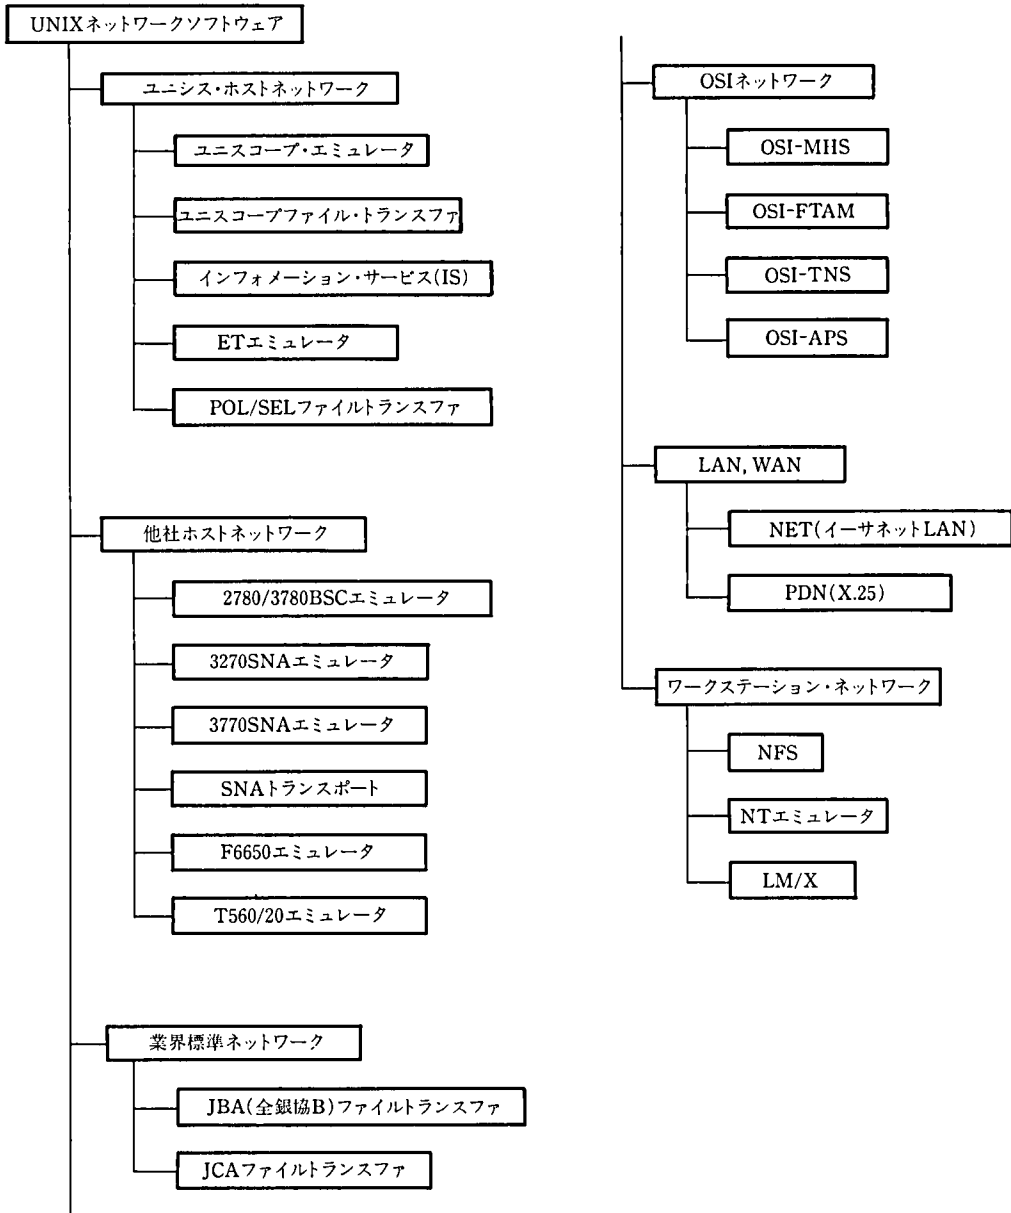 UNIXネットワークソフトウェア
ユニシス・ホストネットワーク
ユニスコープ・エミュレータ
ユニスコープファイル・トランスファ
インフォメーション・サービス(IS)
ETエミュレータ
POL/SELファイルトランスファ
他社ホストネットワーク
2780/3780BSCエミュレータ
3270SNAエミュレータ
3770SNAエミュレータ
SNAトランスポート
F6650エミュレータ
T560/20エミュレータ
業界標準ネットワーク
JBA(全銀協B)ファイルトランスファ
JCAファイルトランスファ
OSIネットワーク
OSI-MHS
OSI-FTAM
OSI-TNS
OSI-APS
LAN, WAN
NET(イーサネットLAN)
PDN(X.25)
ワークステーション・ネットワーク
NFS
NTエミュレータ
LM/X